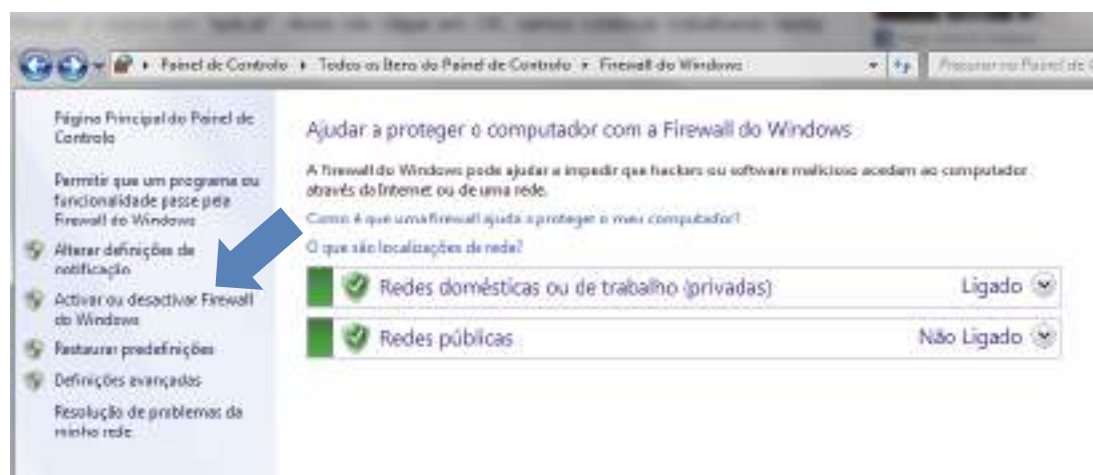 Painel de Controlo ▸ Todos os Itens do Painel de Controlo ▸ Firewall do Windows
Procurar no Painel de
Página Principal do Painel de
Controlo
Permitir que um programa ou
funcionalidade passe pela
Firewall do Windows
Alterar definições de
notificação
Activar ou desactivar Firewall
do Windows
Restaurar predefinições
Definições avançadas
Resolução de problemas da
minha rede
Ajudar a proteger o computador com a Firewall do Windows
A Firewall do Windows pode ajudar a impedir que hackers ou software malicioso acedam ao computador
através da Internet ou de uma rede.
Como é que uma firewall ajuda a proteger o meu computador?
O que são localizações de rede?
Redes domésticas ou de trabalho (privadas) Ligado
Redes públicas Não Ligado